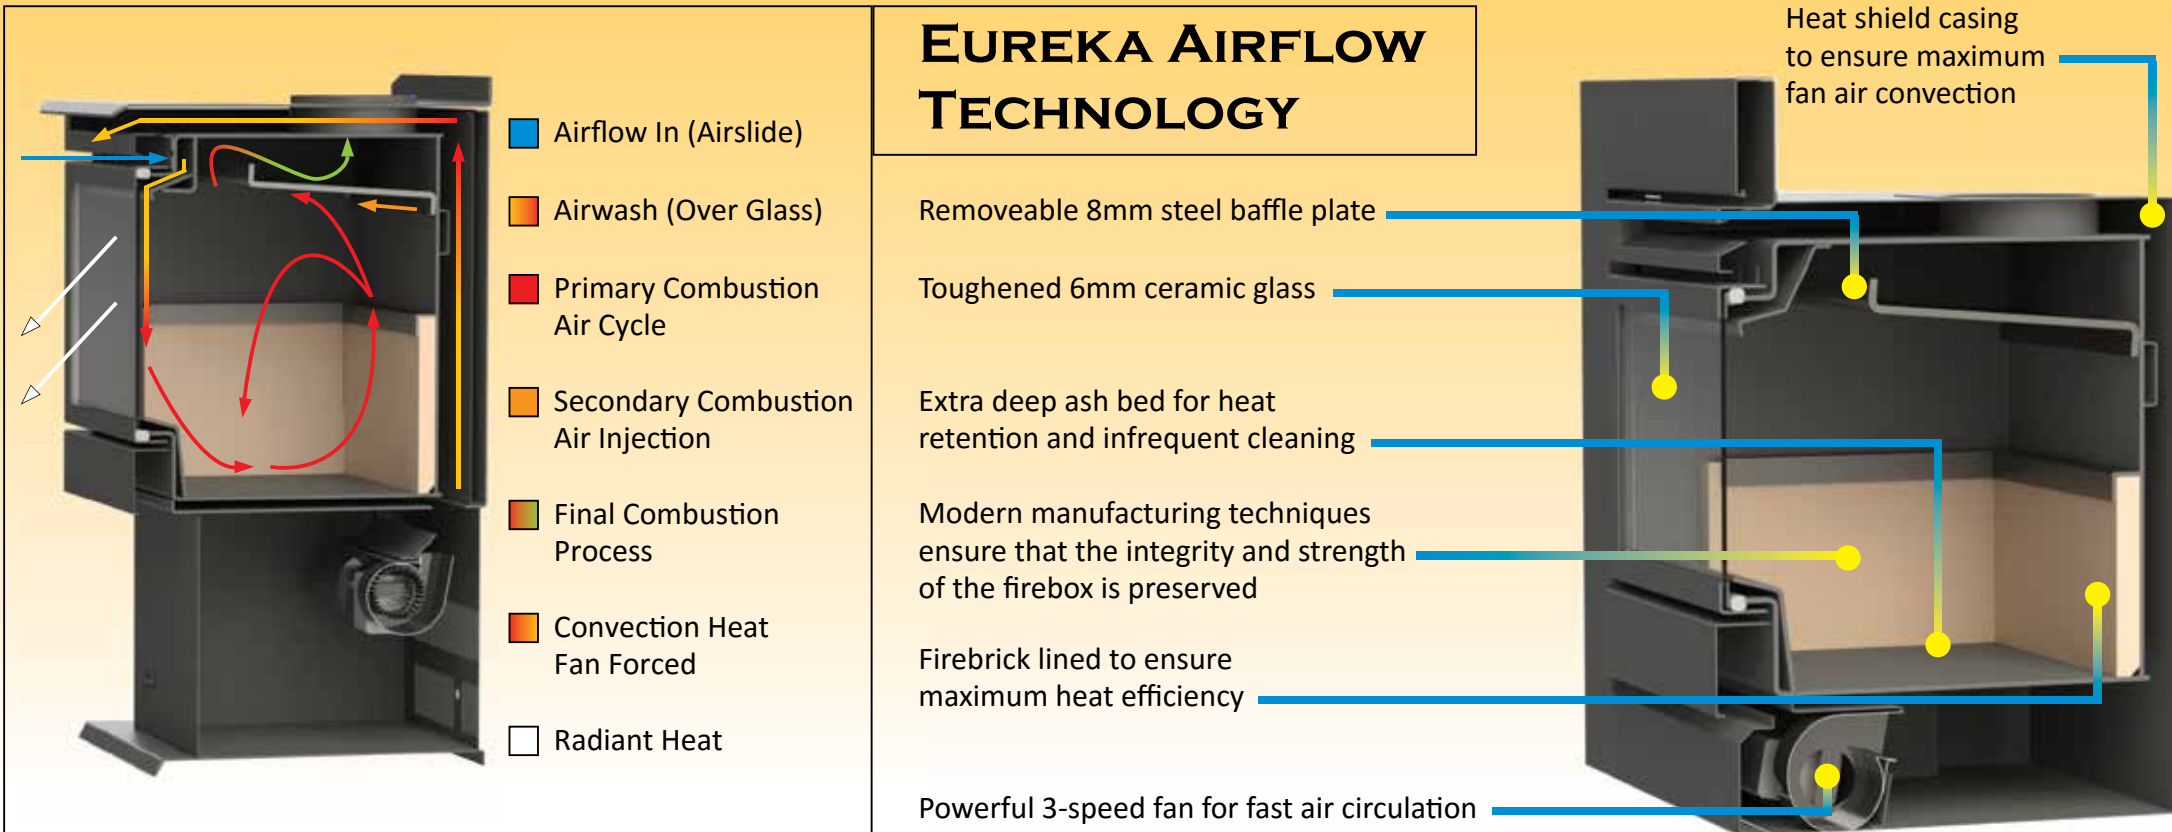 EUREKA AIRFLOW
TECHNOLOGY
Airflow In (Airslide)
Airwash (Over Glass)
Primary Combustion
Air Cycle
Secondary Combustion
Air Injection
Final Combustion
Process
Convection Heat
Fan Forced
Radiant Heat
Heat shield casing
to ensure maximum
fan air convection
Removeable 8mm steel baffle plate
Toughened 6mm ceramic glass
Extra deep ash bed for heat
retention and infrequent cleaning
Modern manufacturing techniques
ensure that the integrity and strength
of the firebox is preserved
Firebrick lined to ensure
maximum heat efficiency
Powerful 3-speed fan for fast air circulation